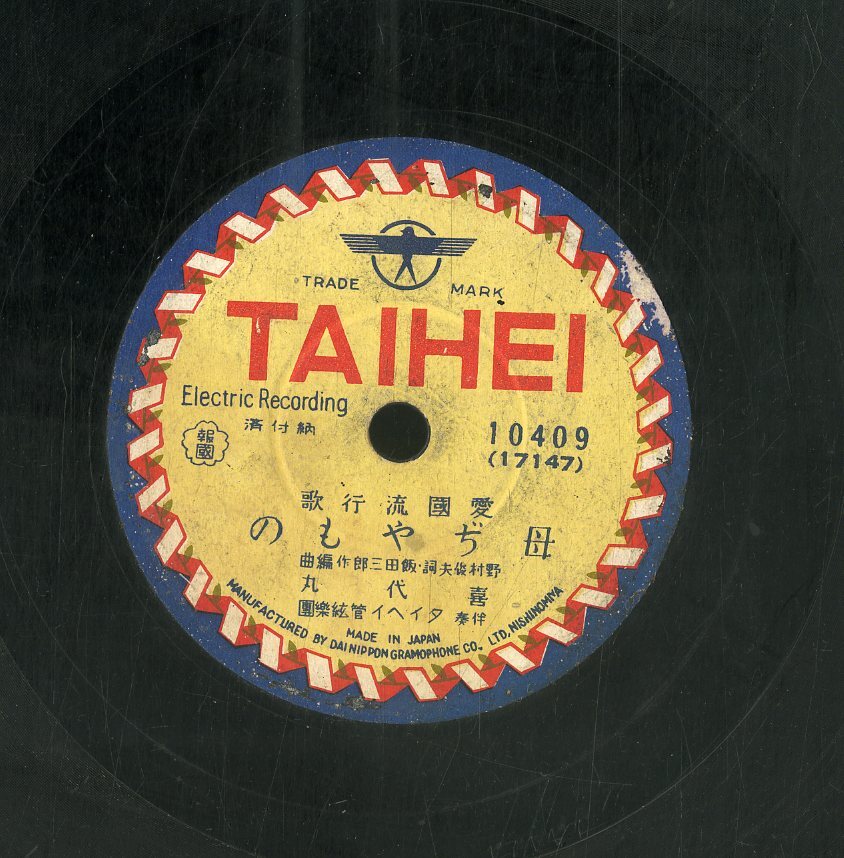 TRADE MARK
TAIHEI
Electric Recording
納付済
報國
10409
(17147)
愛國流行歌
母ぢやもの
野村俊夫詞・飯田三郎作編曲
喜代丸
伴奏 タイヘイ管絃樂團
MADE IN JAPAN
MANUFACTURED BY DAI NIPPON GRAMOPHONE CO., LTD, NISHINOMIYA